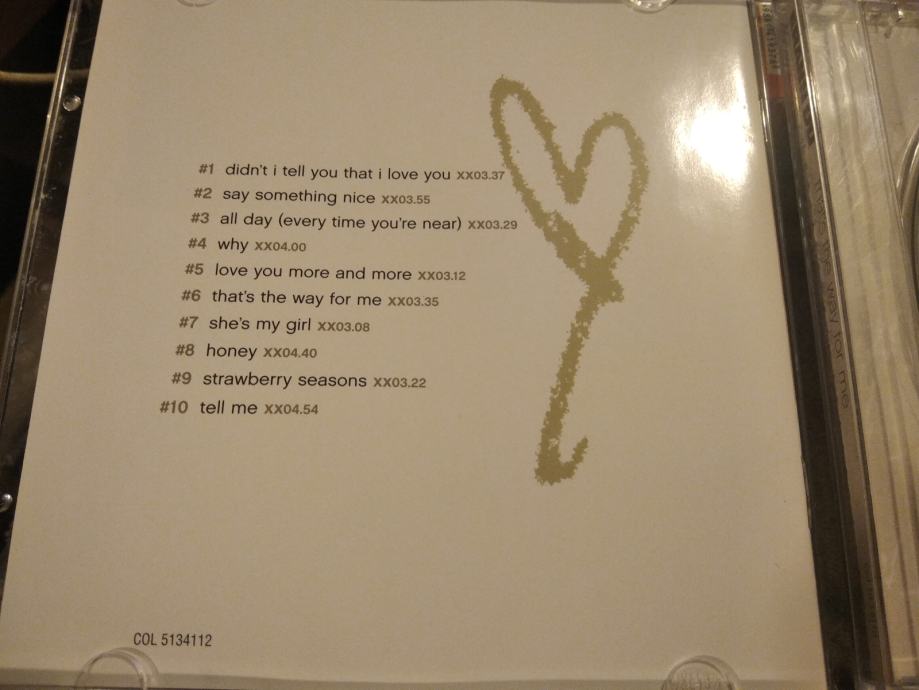 #1 didn't i tell you that i love you XX03.37
#2 say something nice XX03.55
#3 all day (every time you're near) XX03.29
#4 why XX04.00
#5 love you more and more XX03.12
#6 that's the way for me XX03.35
#7 she's my girl XX03.08
#8 honey XX04.40
#9 strawberry seasons XX03.22
#10 tell me XX04.54
COL 5134112